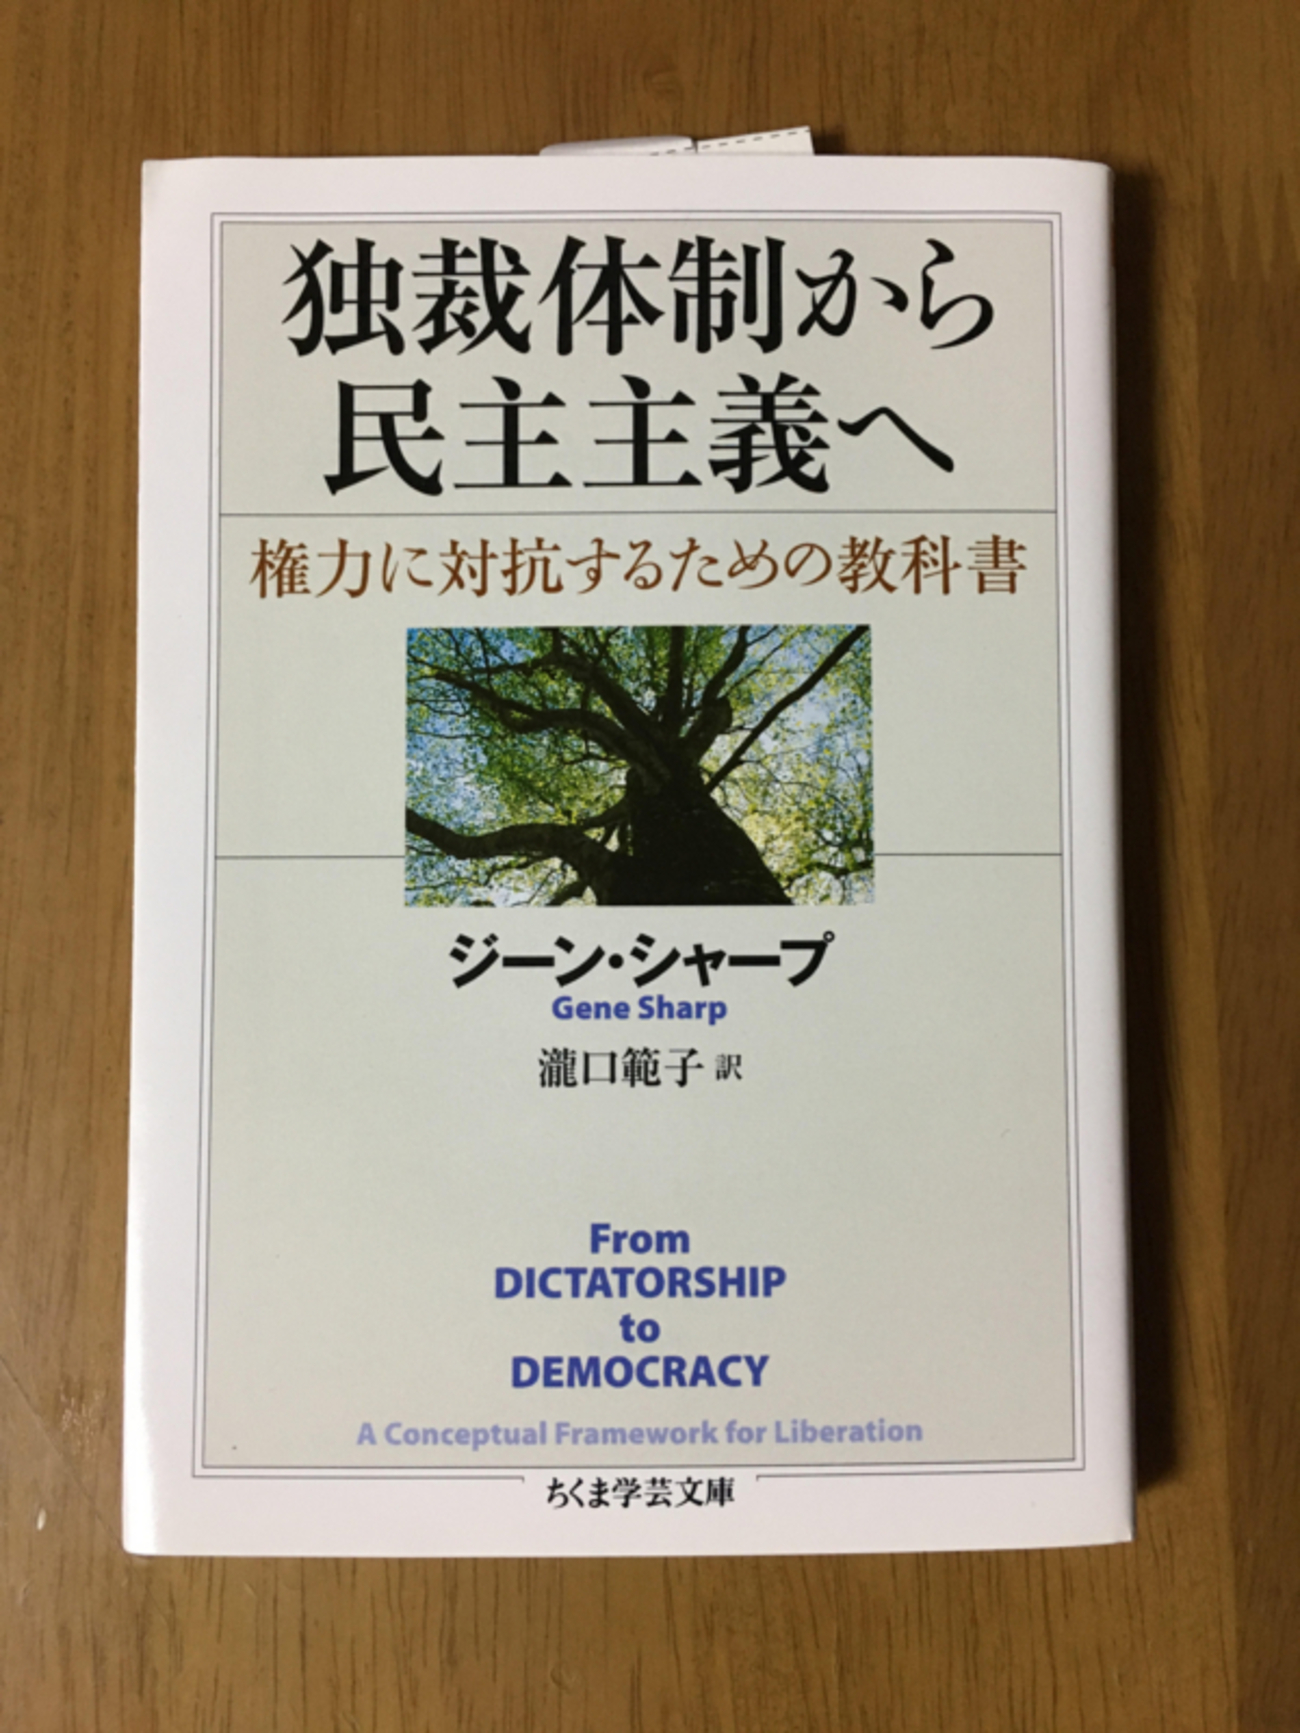 独裁体制から
民主主義へ
権力に対抗するための教科書
ジーン・シャープ
Gene Sharp
瀧口範子 訳
From
DICTATORSHIP
to
DEMOCRACY
A Conceptual Framework for Liberation
ちくま学芸文庫